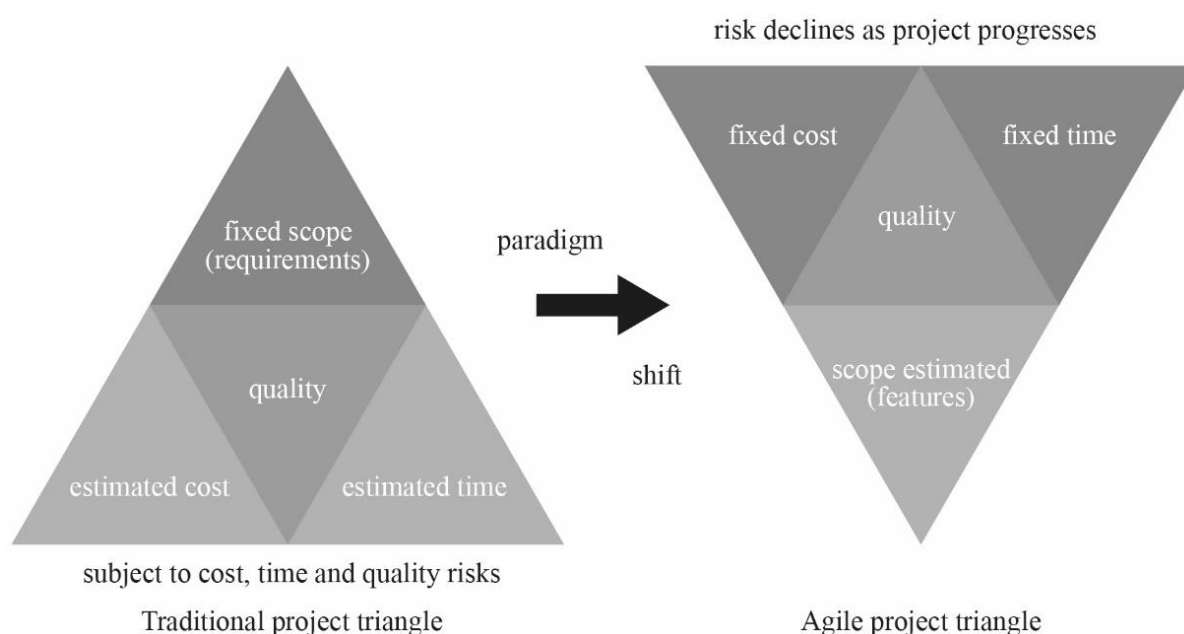 risk declines as project progresses
fixed cost
fixed time
fixed scope
(requirements)
quality
paradigm
shift
quality
scope estimated
(features)
estimated cost
estimated time
subject to cost, time and quality risks
Traditional project triangle
Agile project triangle